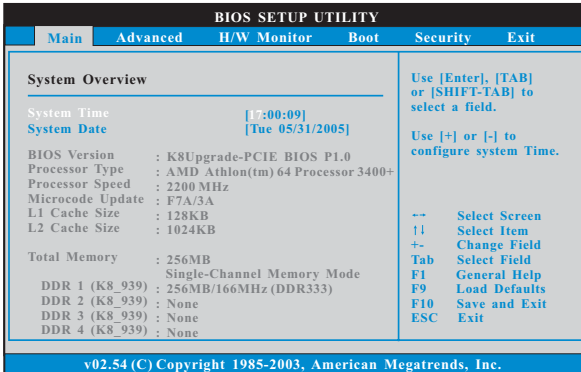 BIOS SETUP UTILITY
Main Advanced H/W Monitor Boot Security Exit
System Overview
System Time [17:00:09]
System Date [Tue 05/31/2005]
BIOS Version : K8Upgrade-PCIE BIOS P1.0
Processor Type : AMD Athlon(tm) 64 Processor 3400+
Processor Speed : 2200 MHz
Microcode Update : F7A/3A
L1 Cache Size : 128KB
L2 Cache Size : 1024KB
Total Memory : 256MB
Single-Channel Memory Mode
DDR 1 (K8_939) : 256MB/166MHz (DDR333)
DDR 2 (K8_939) : None
DDR 3 (K8_939) : None
DDR 4 (K8_939) : None
Use [Enter], [TAB]
or [SHIFT-TAB] to
select a field.
Use [+] or [-] to
configure system Time.
←→ Select Screen
↑↓ Select Item
+- Change Field
Tab Select Field
F1 General Help
F9 Load Defaults
F10 Save and Exit
ESC Exit
v02.54 (C) Copyright 1985-2003, American Megatrends, Inc.